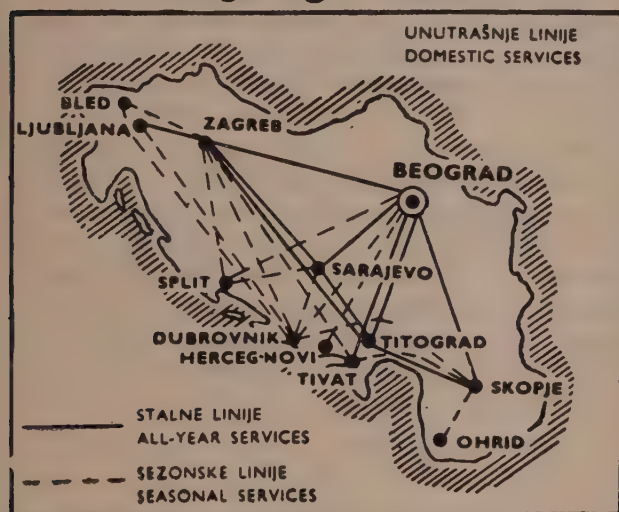 UNUTRAŠNJE LINIJE
DOMESTIC SERVICES
BLED
LJUBLJANA
ZAGREB
BEOGRAD
SPLIT
SARAJEVO
DUBROVNIK
HERCEG-NOVI
TITOGRAD
TIVAT
SKOPJE
OHRID
STALNE LINIJE
ALL-YEAR SERVICES
SEZONSKE LINIJE
SEASONAL SERVICES